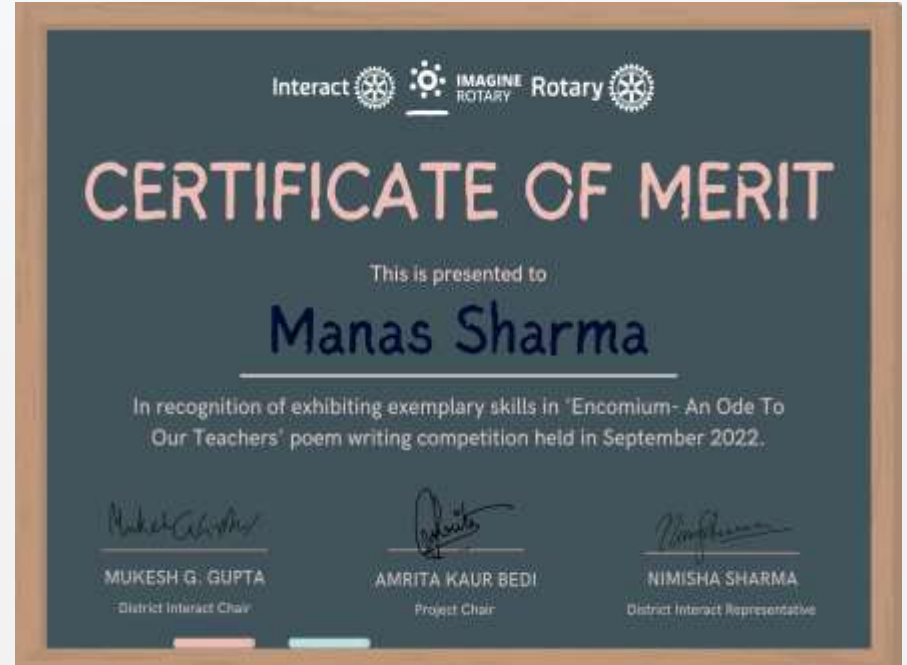 Interact IMAGINE ROTARY Rotary
CERTIFICATE OF MERIT
This is presented to
Manas Sharma
In recognition of exhibiting exemplary skills in 'Encomium- An Ode To
Our Teachers' poem writing competition held in September 2022.
MUKESH G. GUPTA
District Interact Chair
AMRITA KAUR BEDI
Project Chair
NIMISHA SHARMA
District Interact Representative